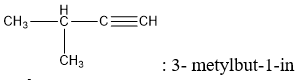 H
CH₃—C—C≡CH
CH₃ : 3- metylbut-1-in